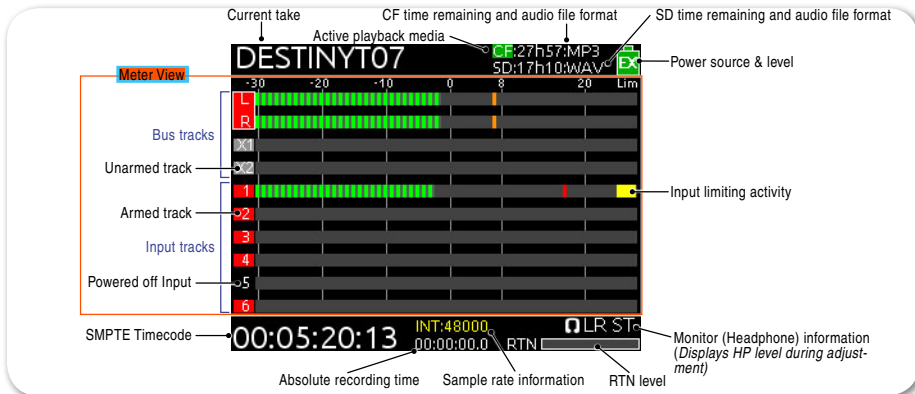 Current take
CF time remaining and audio file format
SD time remaining and audio file format
Active playback media
DESTINYT07
CF:27h57:MP3
SD:17h10:WAV
EX
Power source & level
Meter View
-30 -20 -10 0 8 20 Lim
L
R
Bus tracks
X1
Unarmed track
X2
1
Input limiting activity
Armed track
2
3
Input tracks
4
Powered off Input
5
6
SMPTE Timecode
00:05:20:13
INT:48000
LR ST
00:00:00.0
RTN
Monitor (Headphone) information
(Displays HP level during adjust-
ment)
Absolute recording time
Sample rate information
RTN level